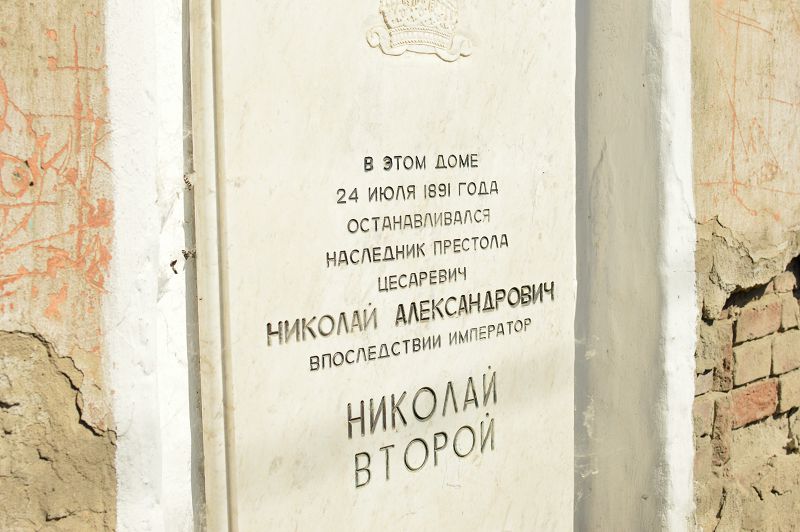 В ЭТОМ ДОМЕ
24 ИЮЛЯ 1891 ГОДА
ОСТАНАВЛИВАЛСЯ
НАСЛЕДНИК ПРЕСТОЛА
ЦЕСАРЕВИЧ
НИКОЛАЙ АЛЕКСАНДРОВИЧ
ВПОСЛЕДСТВИИ ИМПЕРАТОР
НИКОЛАЙ
ВТОРОЙ